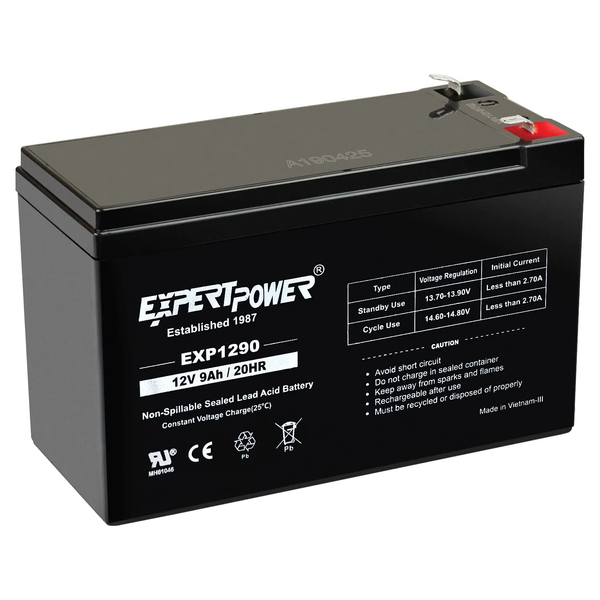 A190425
EXPERTPOWER®
Established 1987
EXP1290
12V 9Ah / 20HR
Non-Spillable Sealed Lead Acid Battery
Constant Voltage Charge(25°C)
MH61046
CE
Pb
Pb
Type Voltage Regulation Initial Current
Standby Use 13.70-13.90V Less than 2.70A
Cycle Use 14.60-14.80V Less than 2.70A
CAUTION
• Avoid short circuit
• Do not charge in sealed container
• Keep away from sparks and flames
• Rechargeable after use
• Must be recycled or disposed of properly
Made in Vietnam-III